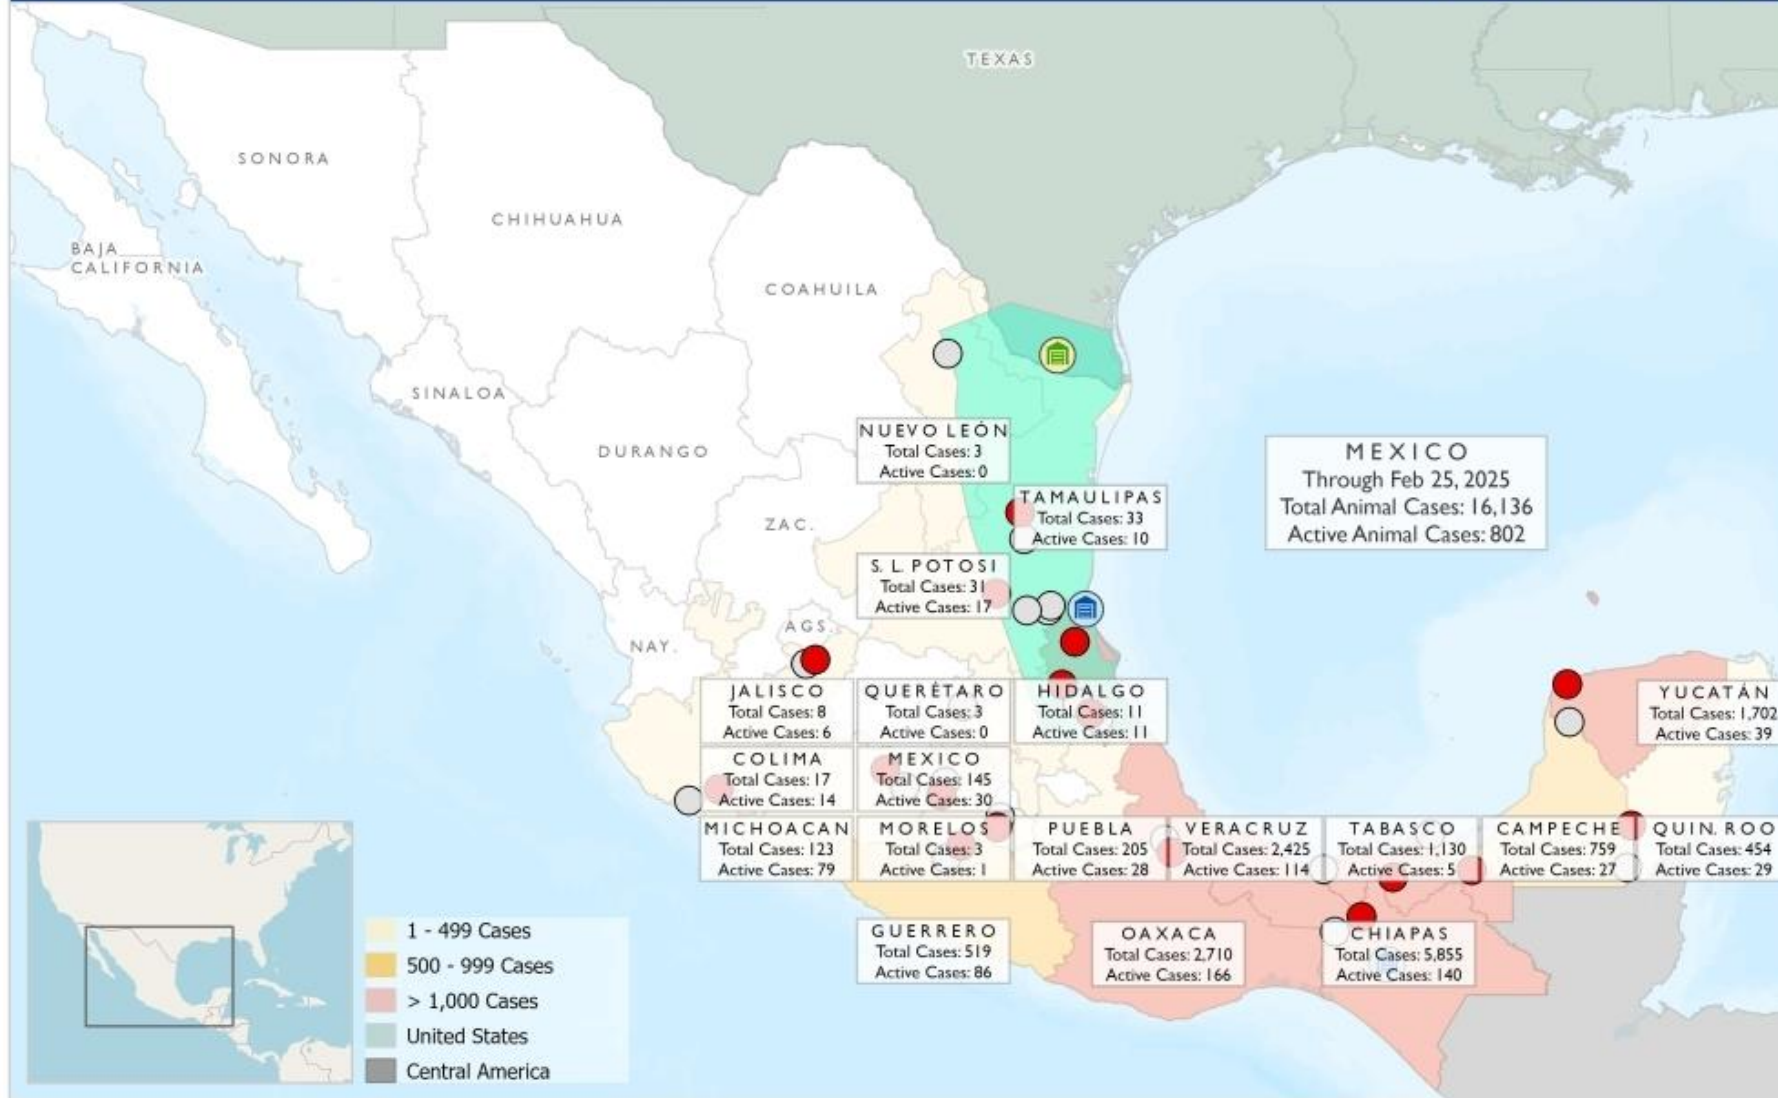 TEXAS
SONORA
CHIHUAHUA
BAJA
CALIFORNIA
COAHUILA
SINALOA
DURANGO
NUEVO LEÓN
Total Cases: 3
Active Cases: 0
MEXICO
Through Feb 25, 2025
Total Animal Cases: 16,136
Active Animal Cases: 802
ZAC.
TAMAULIPAS
Total Cases: 33
Active Cases: 10
S. L. POTOSI
Total Cases: 31
Active Cases: 17
AGS.
NAY.
JALISCO
Total Cases: 8
Active Cases: 6
QUERÉTARO
Total Cases: 3
Active Cases: 0
HIDALGO
Total Cases: 11
Active Cases: 11
YUCATÁN
Total Cases: 1,702
Active Cases: 39
COLIMA
Total Cases: 17
Active Cases: 14
MEXICO
Total Cases: 145
Active Cases: 30
MICHOACAN
Total Cases: 123
Active Cases: 79
MORELOS
Total Cases: 3
Active Cases: 1
PUEBLA
Total Cases: 205
Active Cases: 28
VERACRUZ
Total Cases: 2,425
Active Cases: 114
TABASCO
Total Cases: 1,130
Active Cases: 5
CAMPECHE
Total Cases: 759
Active Cases: 27
QUIN. ROO
Total Cases: 454
Active Cases: 29
GUERRERO
Total Cases: 519
Active Cases: 86
OAXACA
Total Cases: 2,710
Active Cases: 166
CHIAPAS
Total Cases: 5,855
Active Cases: 140
1 - 499 Cases
500 - 999 Cases
> 1,000 Cases
United States
Central America